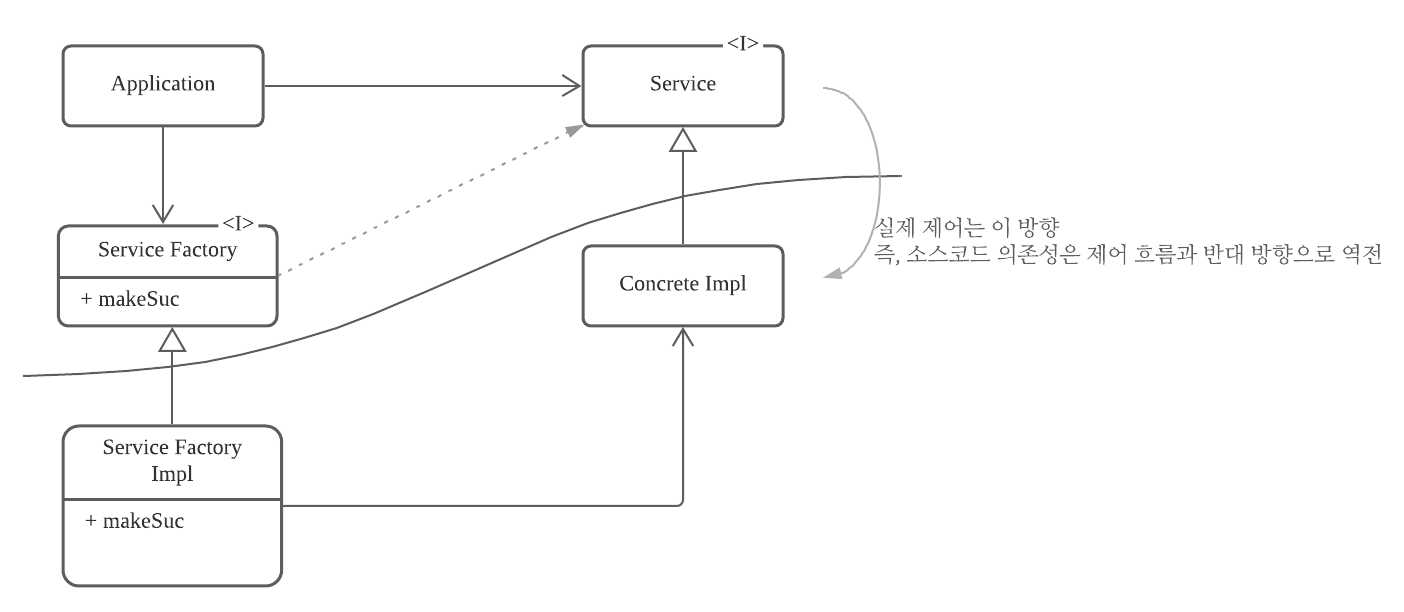 <I>
Application
Service
<I>
Service Factory
+ makeSuc
Concrete Impl
실제 제어는 이 방향
즉, 소스코드 의존성은 제어 흐름과 반대 방향으로 역전
Service Factory
Impl
+ makeSuc